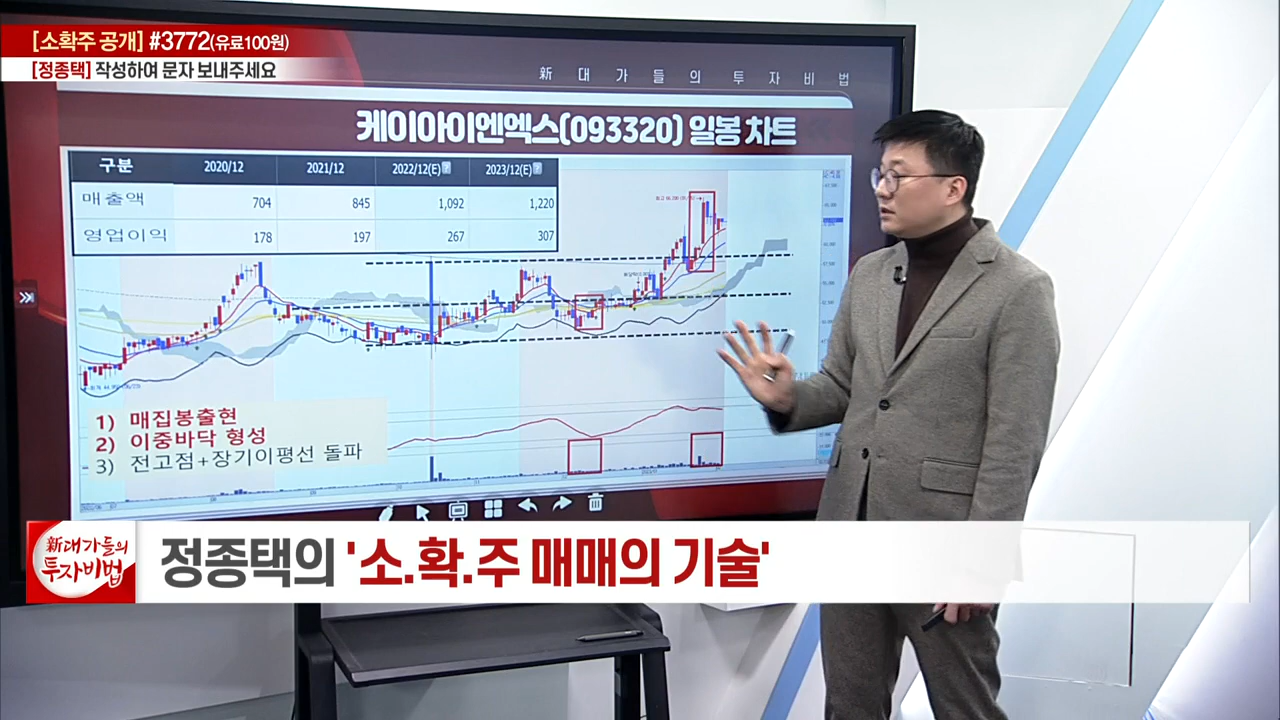 [소확주 공개] #3772(유료100원)
[정종택] 작성하여 문자 보내주세요
新 대 가 들 의 투 자 비 법
케이아이엔엑스(093320) 일봉 차트
구분 2020/12 2021/12 2022/12(E) 2023/12(E)
매출액 704 845 1,092 1,220
영업이익 178 197 267 307
1) 매집봉출현
2) 이중바닥 형성
3) 전고점+장기이평선 돌파
新대가들의
투자비법
정종택의 '소.확.주 매매의 기술'